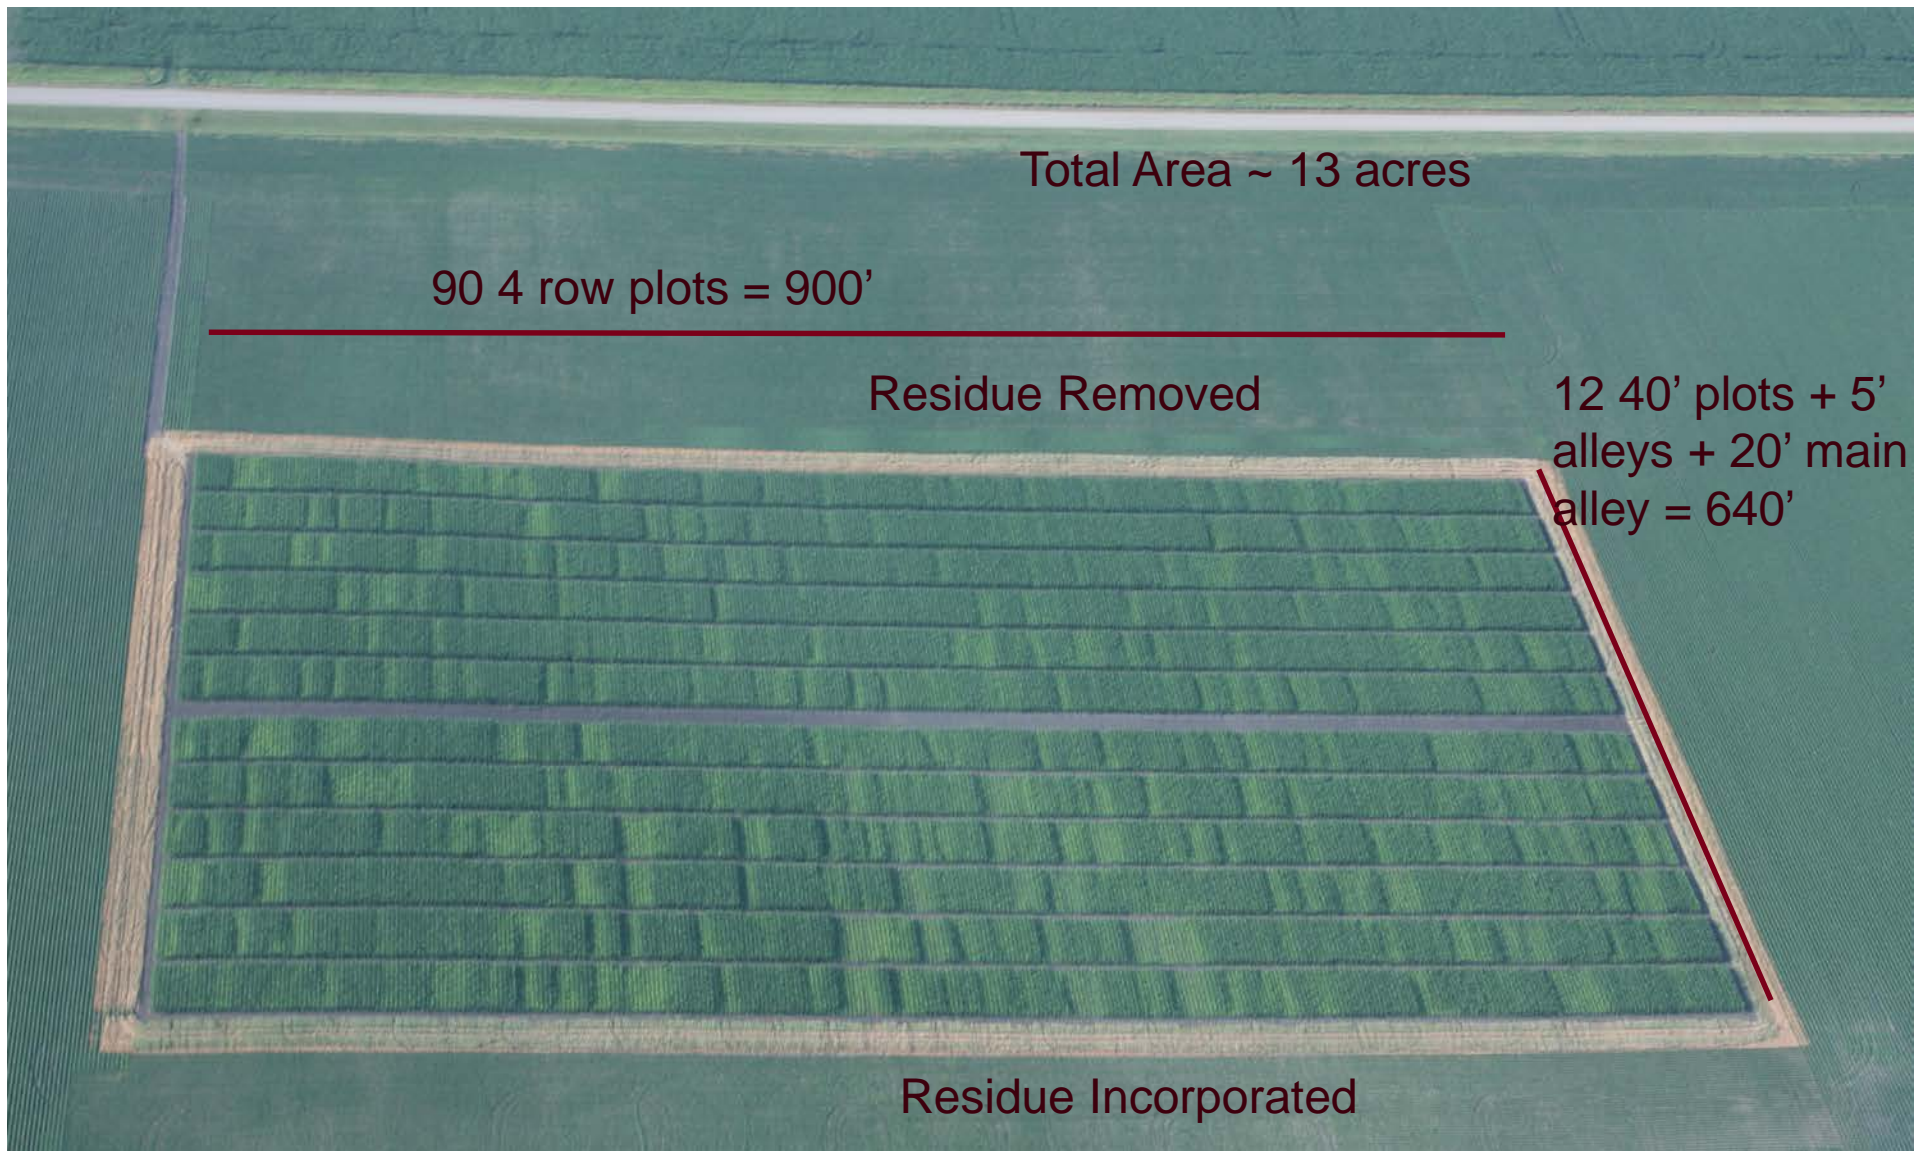 Total Area ~ 13 acres
90 4 row plots = 900’
Residue Removed
12 40’ plots + 5’
alleys + 20’ main
alley = 640’
Residue Incorporated